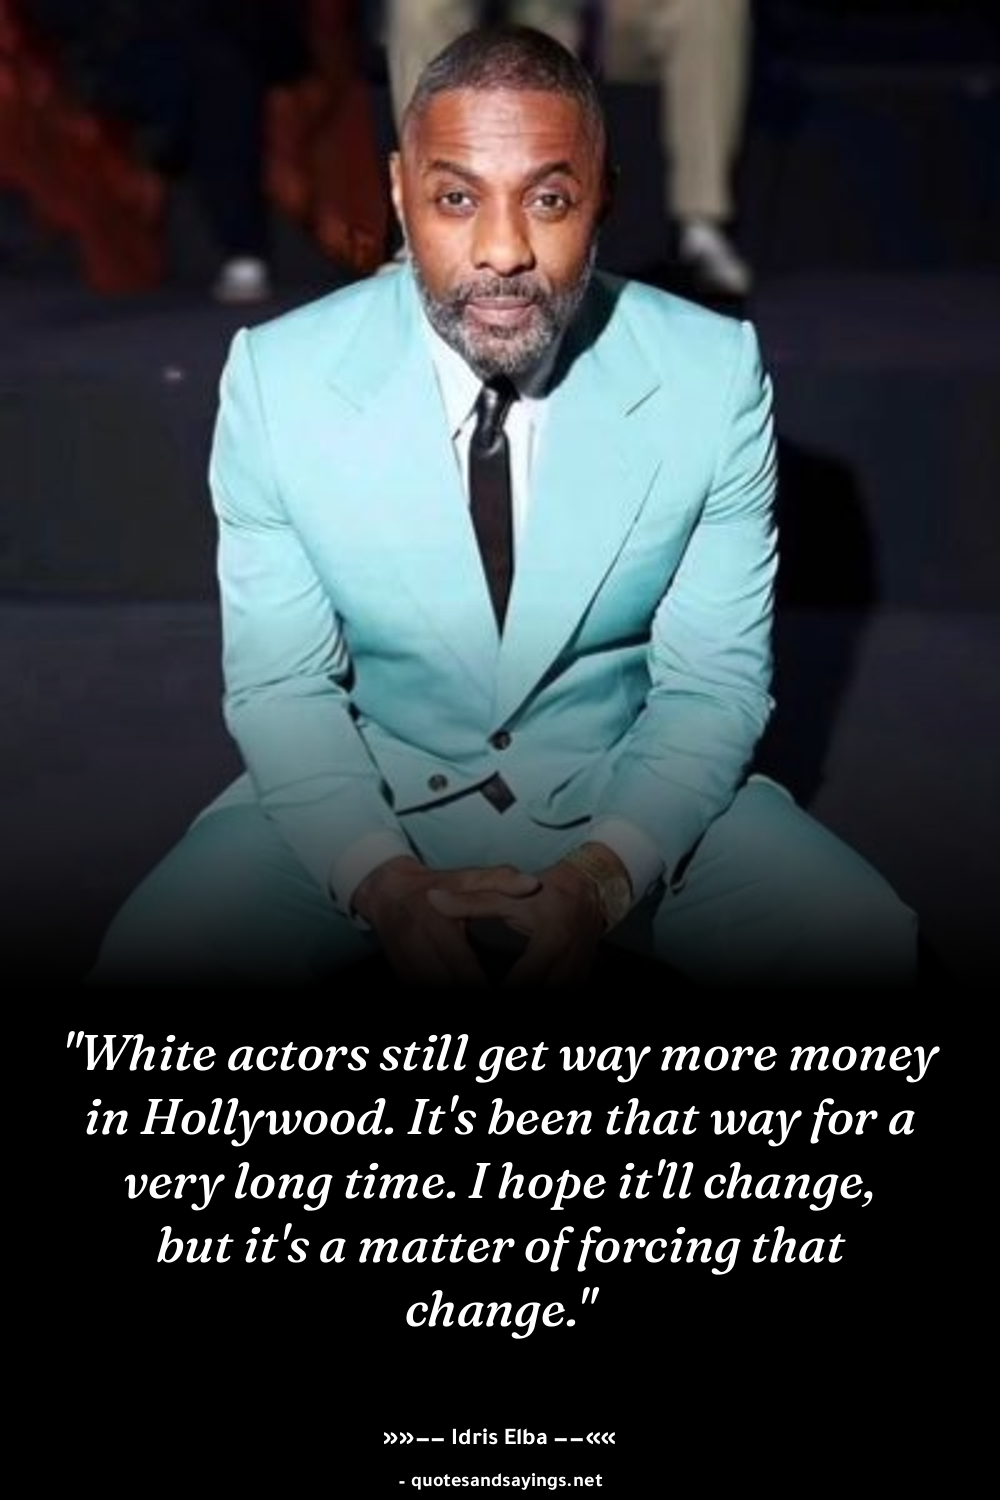 "White actors still get way more money
in Hollywood. It's been that way for a
very long time. I hope it'll change,
but it's a matter of forcing that
change."
»»–– Idris Elba ––««
- quotesandsayings.net